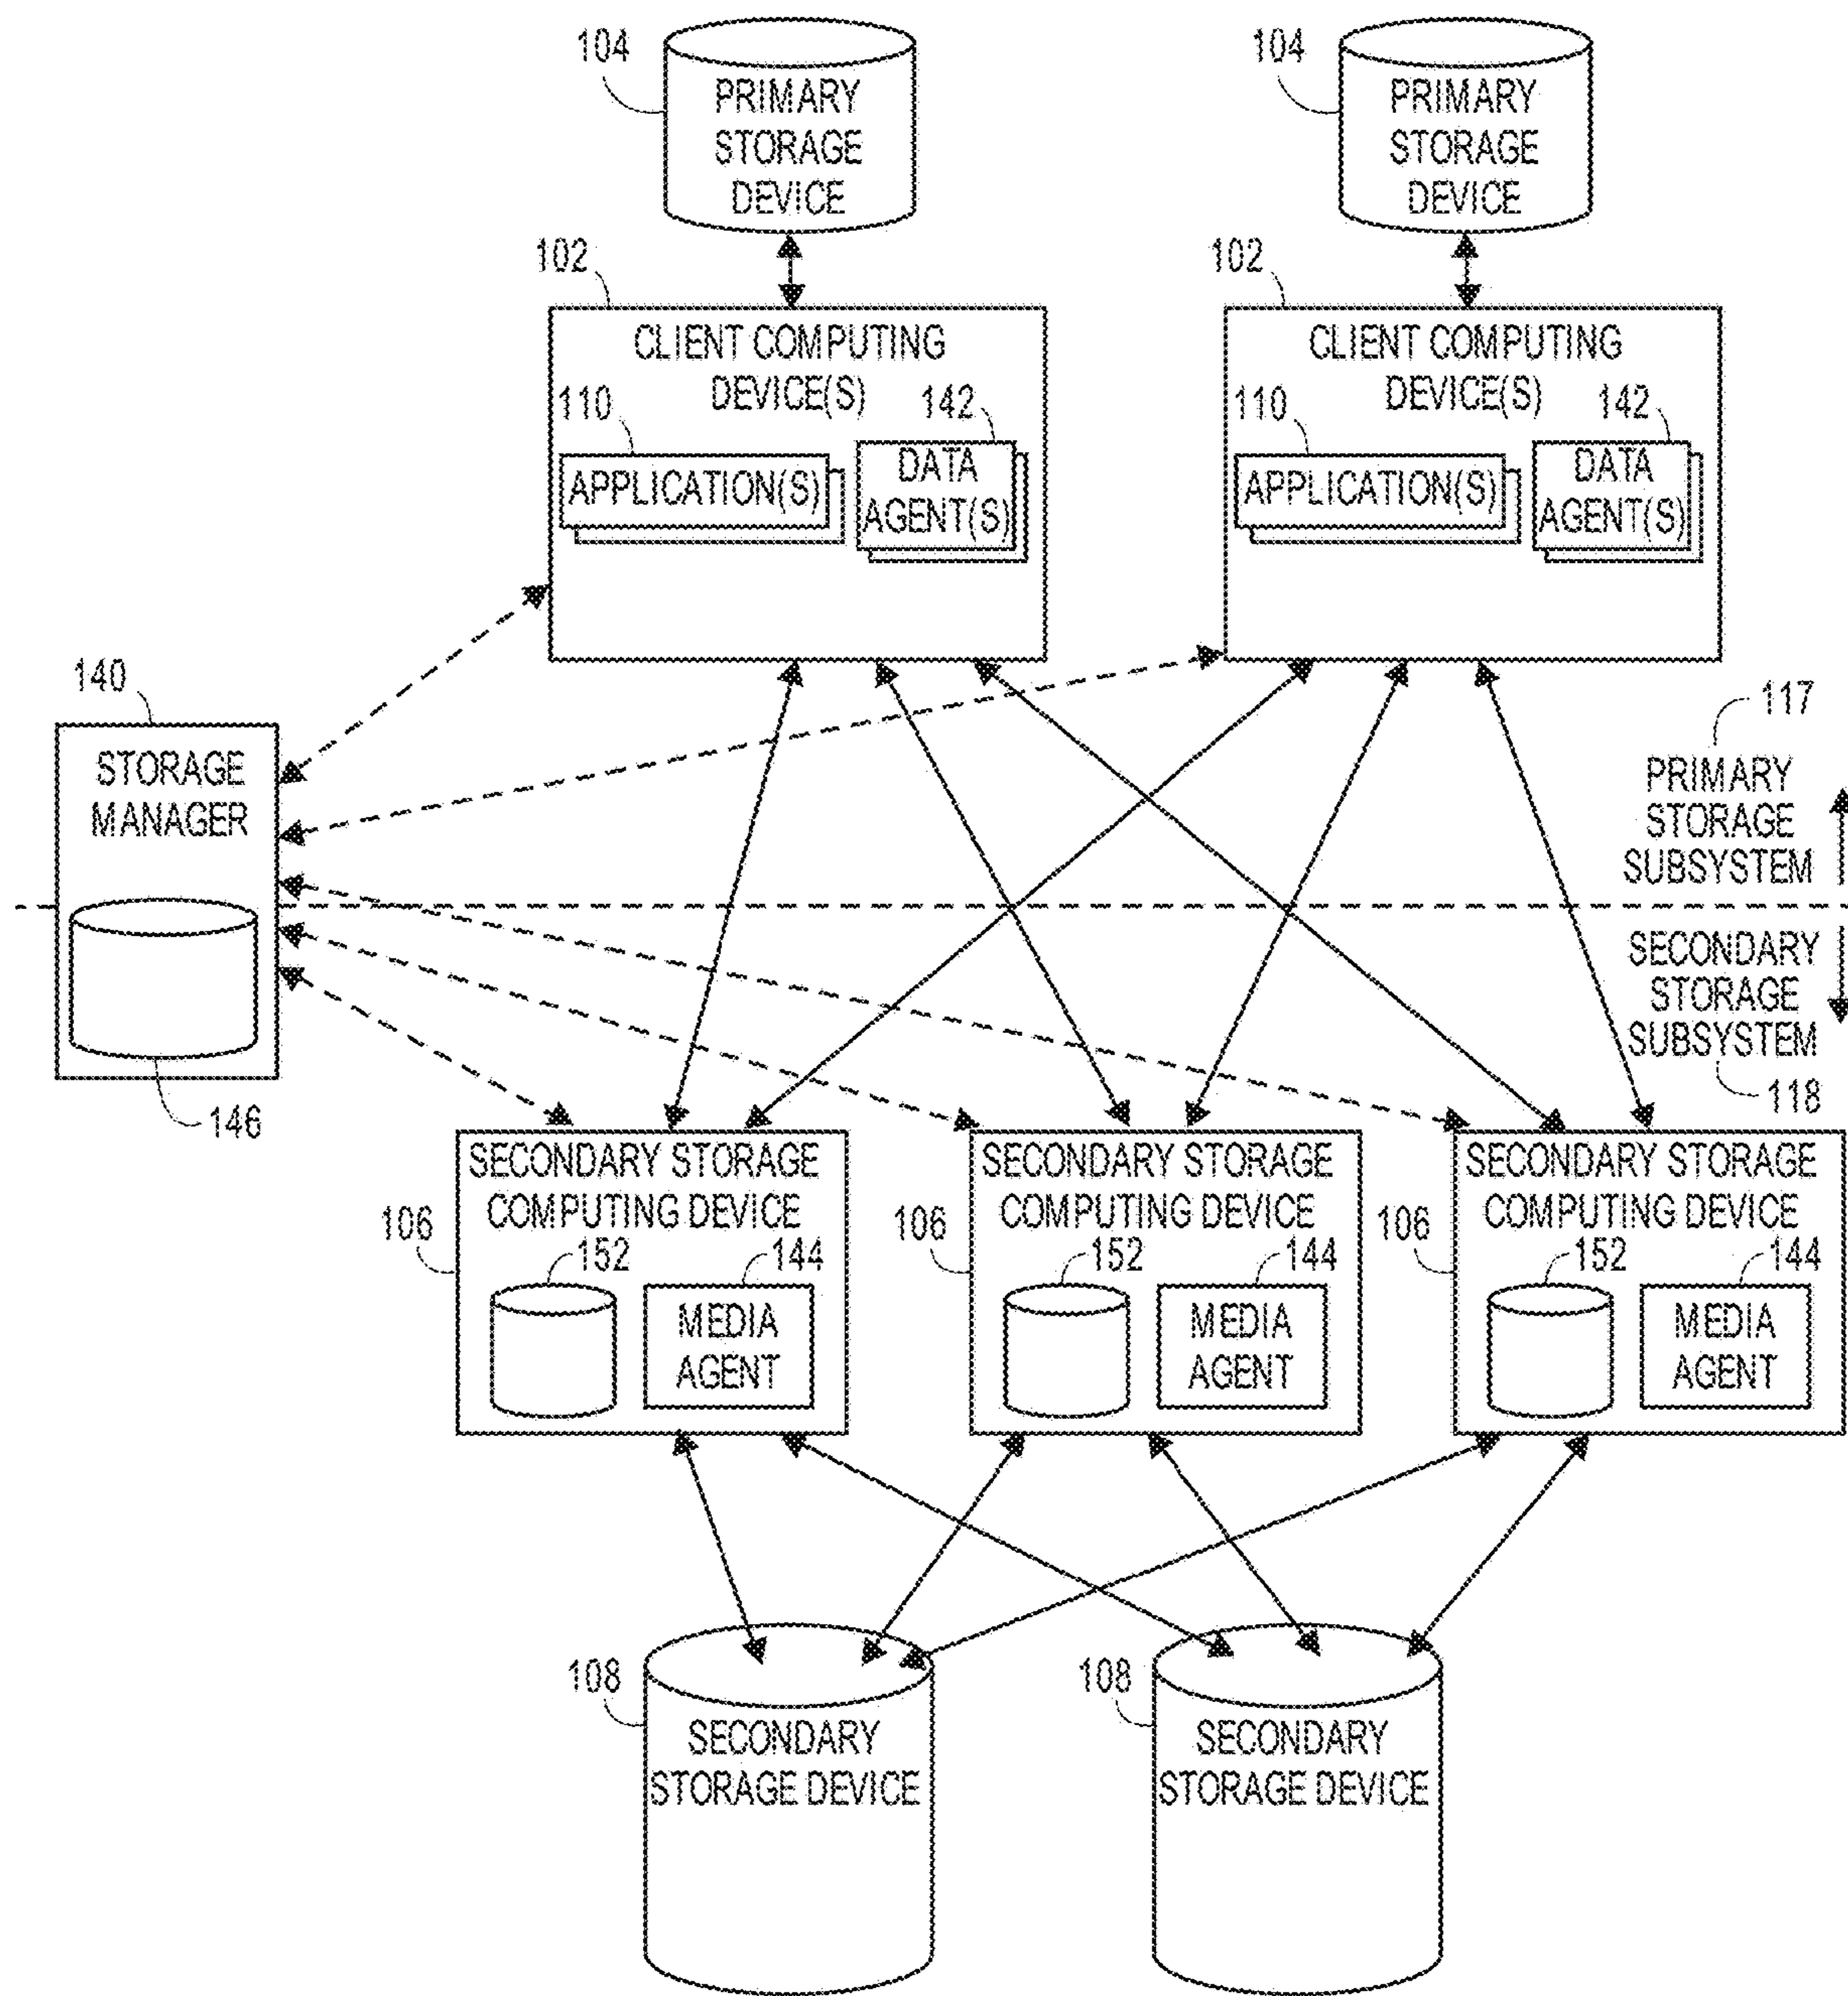 104
PRIMARY
STORAGE
DEVICE
104
PRIMARY
STORAGE
DEVICE
102
CLIENT COMPUTING
DEVICE(S)
110
142
APPLICATION(S)
DATA
AGENT(S)
102
CLIENT COMPUTING
DEVICE(S)
110
142
APPLICATION(S)
DATA
AGENT(S)
140
STORAGE
MANAGER
146
117
PRIMARY
STORAGE
SUBSYSTEM
SECONDARY
STORAGE
SUBSYSTEM
118
SECONDARY STORAGE
COMPUTING DEVICE
106
152
144
MEDIA
AGENT
SECONDARY STORAGE
COMPUTING DEVICE
106
152
144
MEDIA
AGENT
SECONDARY STORAGE
COMPUTING DEVICE
106
152
144
MEDIA
AGENT
108
SECONDARY
STORAGE DEVICE
108
SECONDARY
STORAGE DEVICE